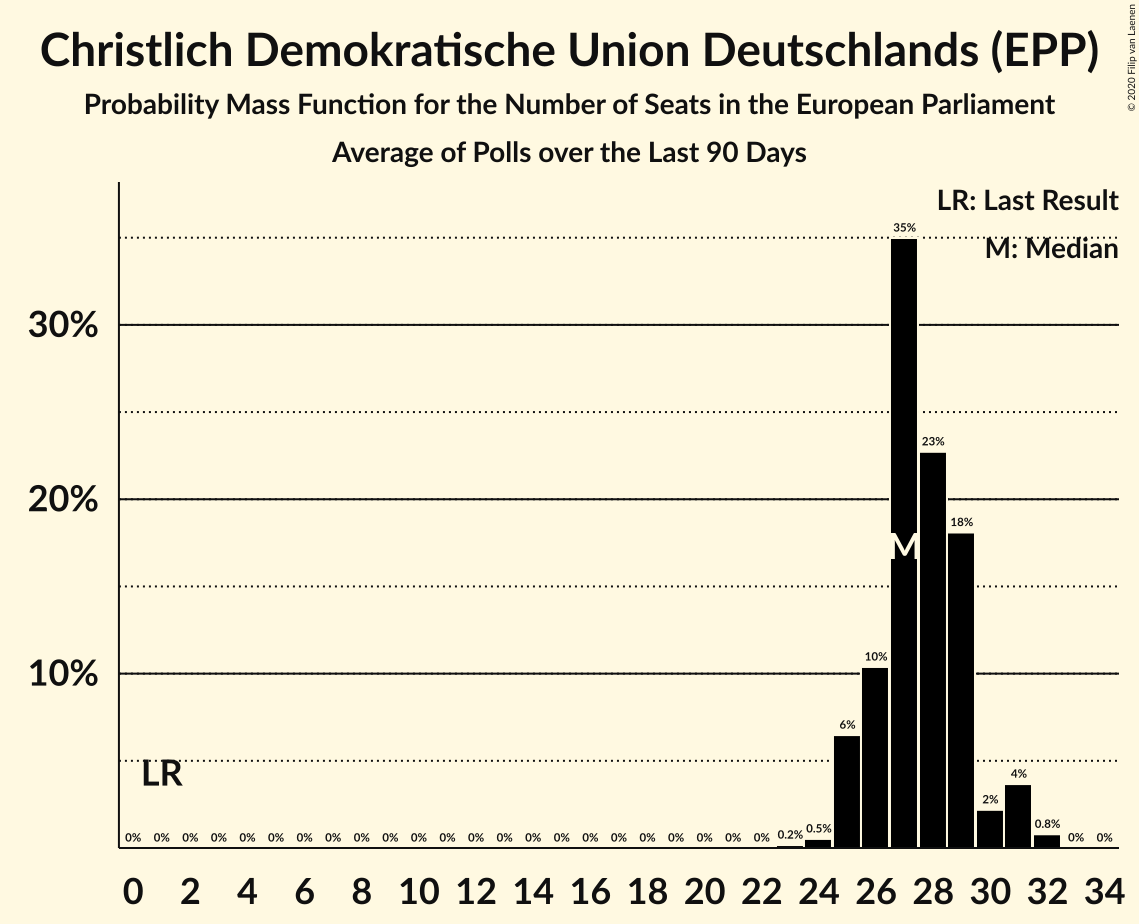 Christlich Demokratische Union Deutschlands (EPP)
Probability Mass Function for the Number of Seats in the European Parliament
Average of Polls over the Last 90 Days
© 2020 Filip van Laenen
LR: Last Result
M: Median
35%
30%
23%
20%
18%
M
10%
10%
6%
LR
4%
2%
0% 0% 0% 0% 0% 0% 0% 0% 0% 0% 0% 0% 0% 0% 0% 0% 0% 0% 0% 0% 0% 0% 0% 0.2% 0.5% 0.8% 0% 0%
0 2 4 6 8 10 12 14 16 18 20 22 24 26 28 30 32 34